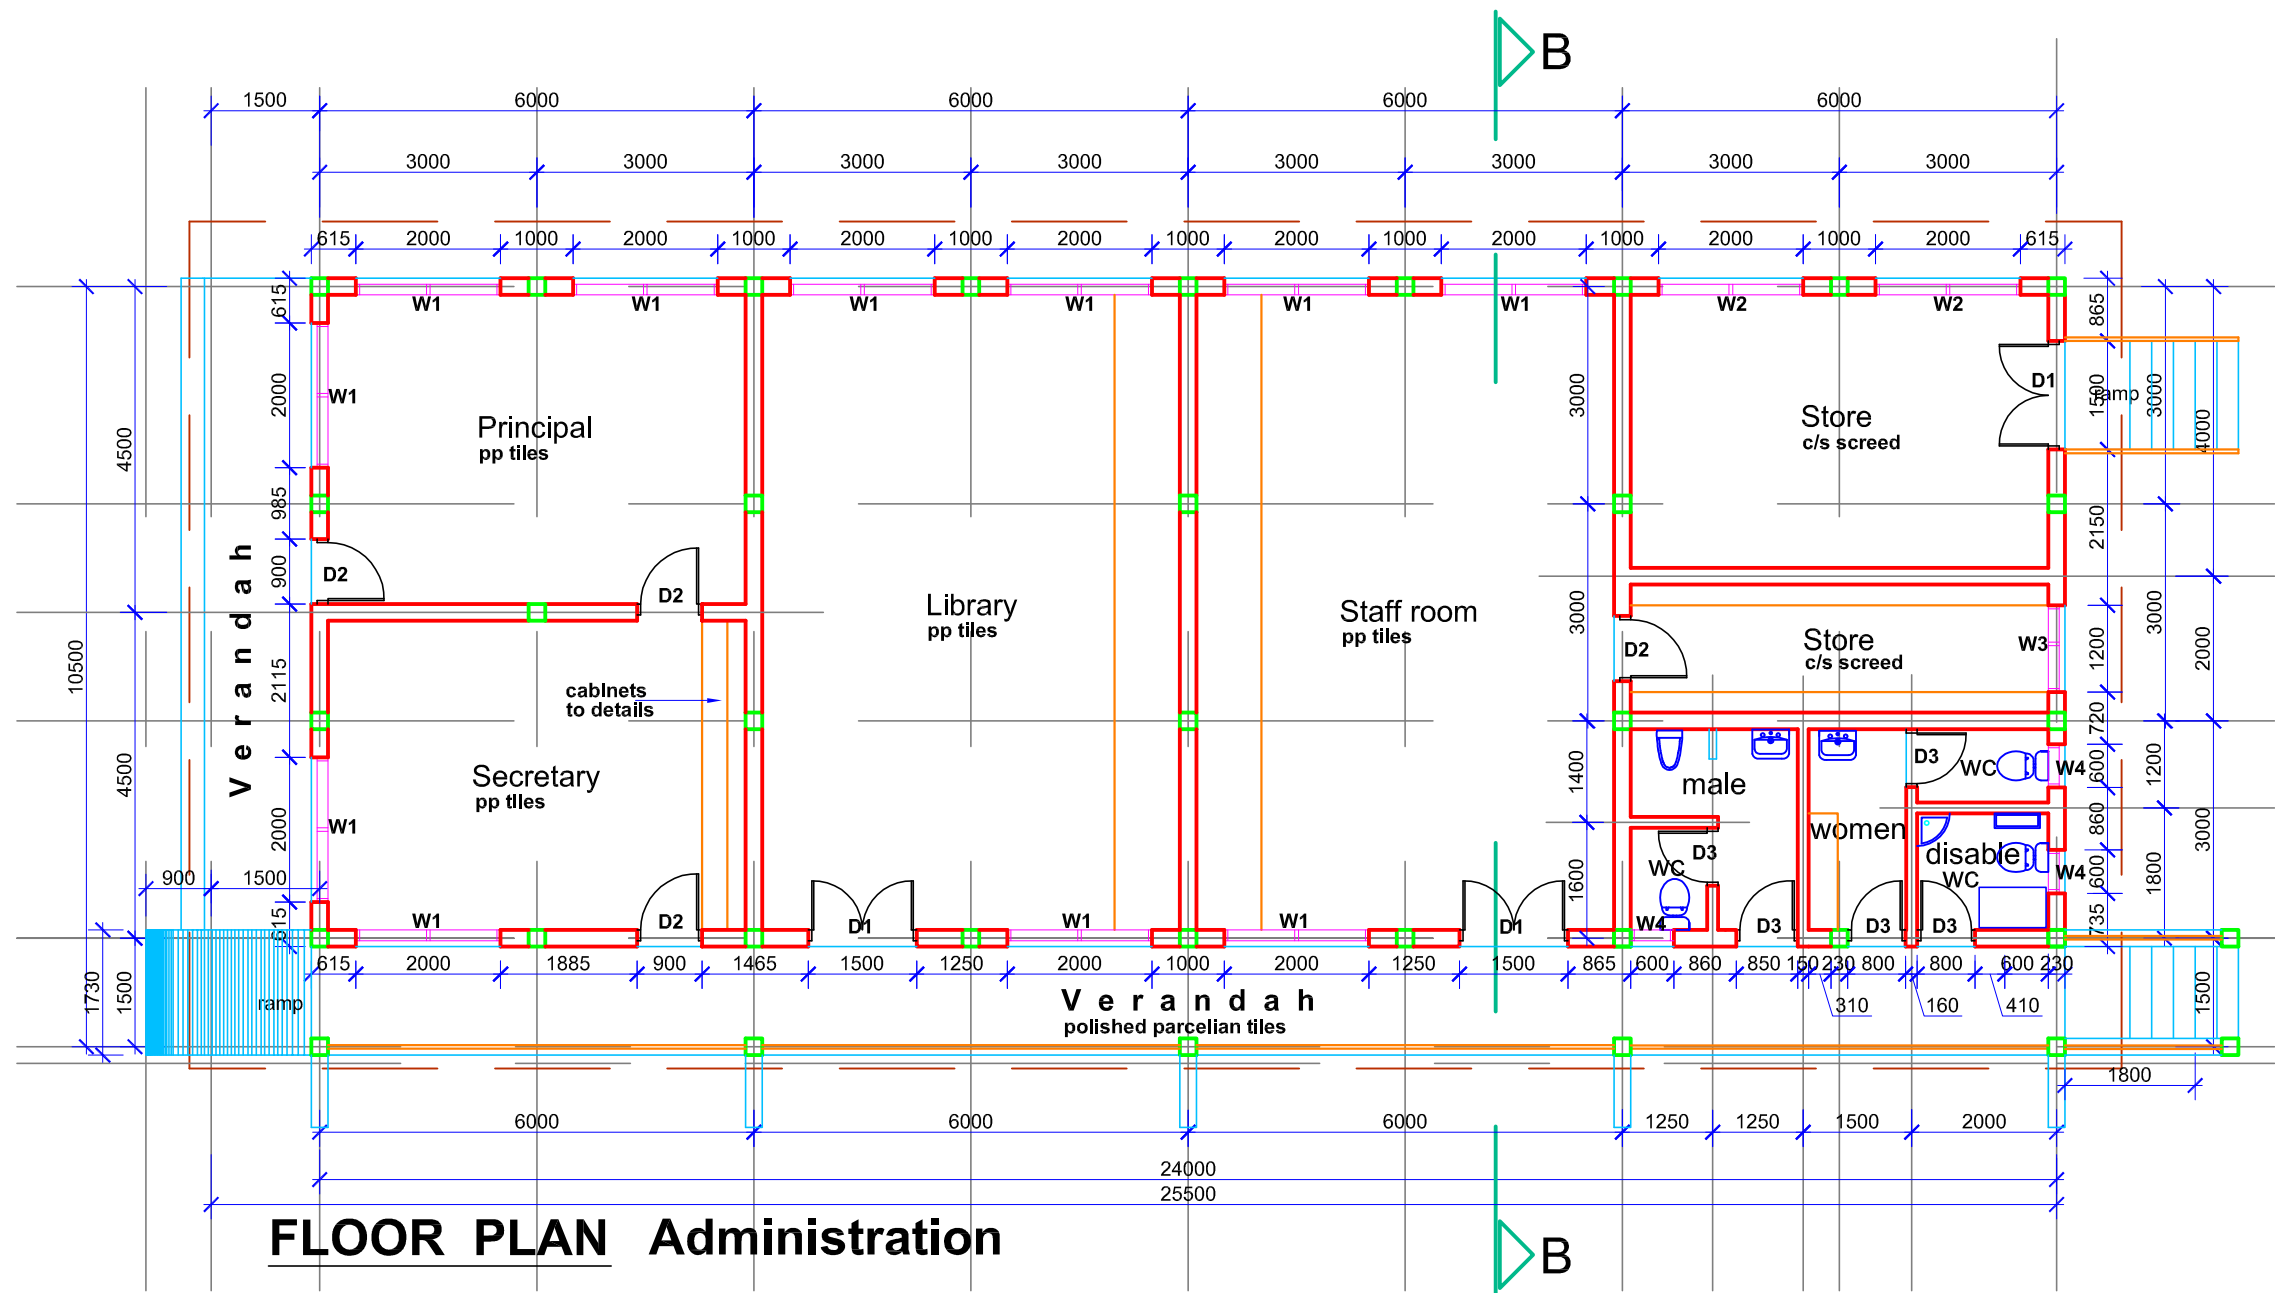 B
1500 6000 6000 6000 6000
3000 3000 3000 3000 3000 3000 3000 3000
615 2000 1000 2000 1000 2000 1000 2000 1000 2000 1000 2000 1000 2000 1000 2000 615
W1 W1 W1 W1 W1 W1 W2 W2
615
865
2000
W1
D1
1500
ramp
3000
4000
3000
4500
Principal
pp tiles
Store
c/s screed
985
2150
900
D2
D2
Verandah
Library
pp tiles
Staff room
pp tiles
3000
D2
Store
c/s screed
W3
1200
3000
2000
10500
2115
cabInets
to details
720
4500
Secretary
pp tIles
1400
male
D3
WC
W4
600
1200
2000
W1
women
860
3000
disable
WC
D3
WC
W4
600
1800
1600
900 1500
815
W1 D2 D1 W1 W1 D1 W4 D3 D3 D3
735
615 2000 1885 900 1465 1500 1250 2000 1000 2000 1250 1500 865 600 860 850 150 230 800 800 600 230
310 160 410
1730
1500
ramp
Verandah
polished parcelian tiles
1500
1800
6000 6000 6000 1250 1250 1500 2000
24000
25500
FLOOR PLAN Administration
B